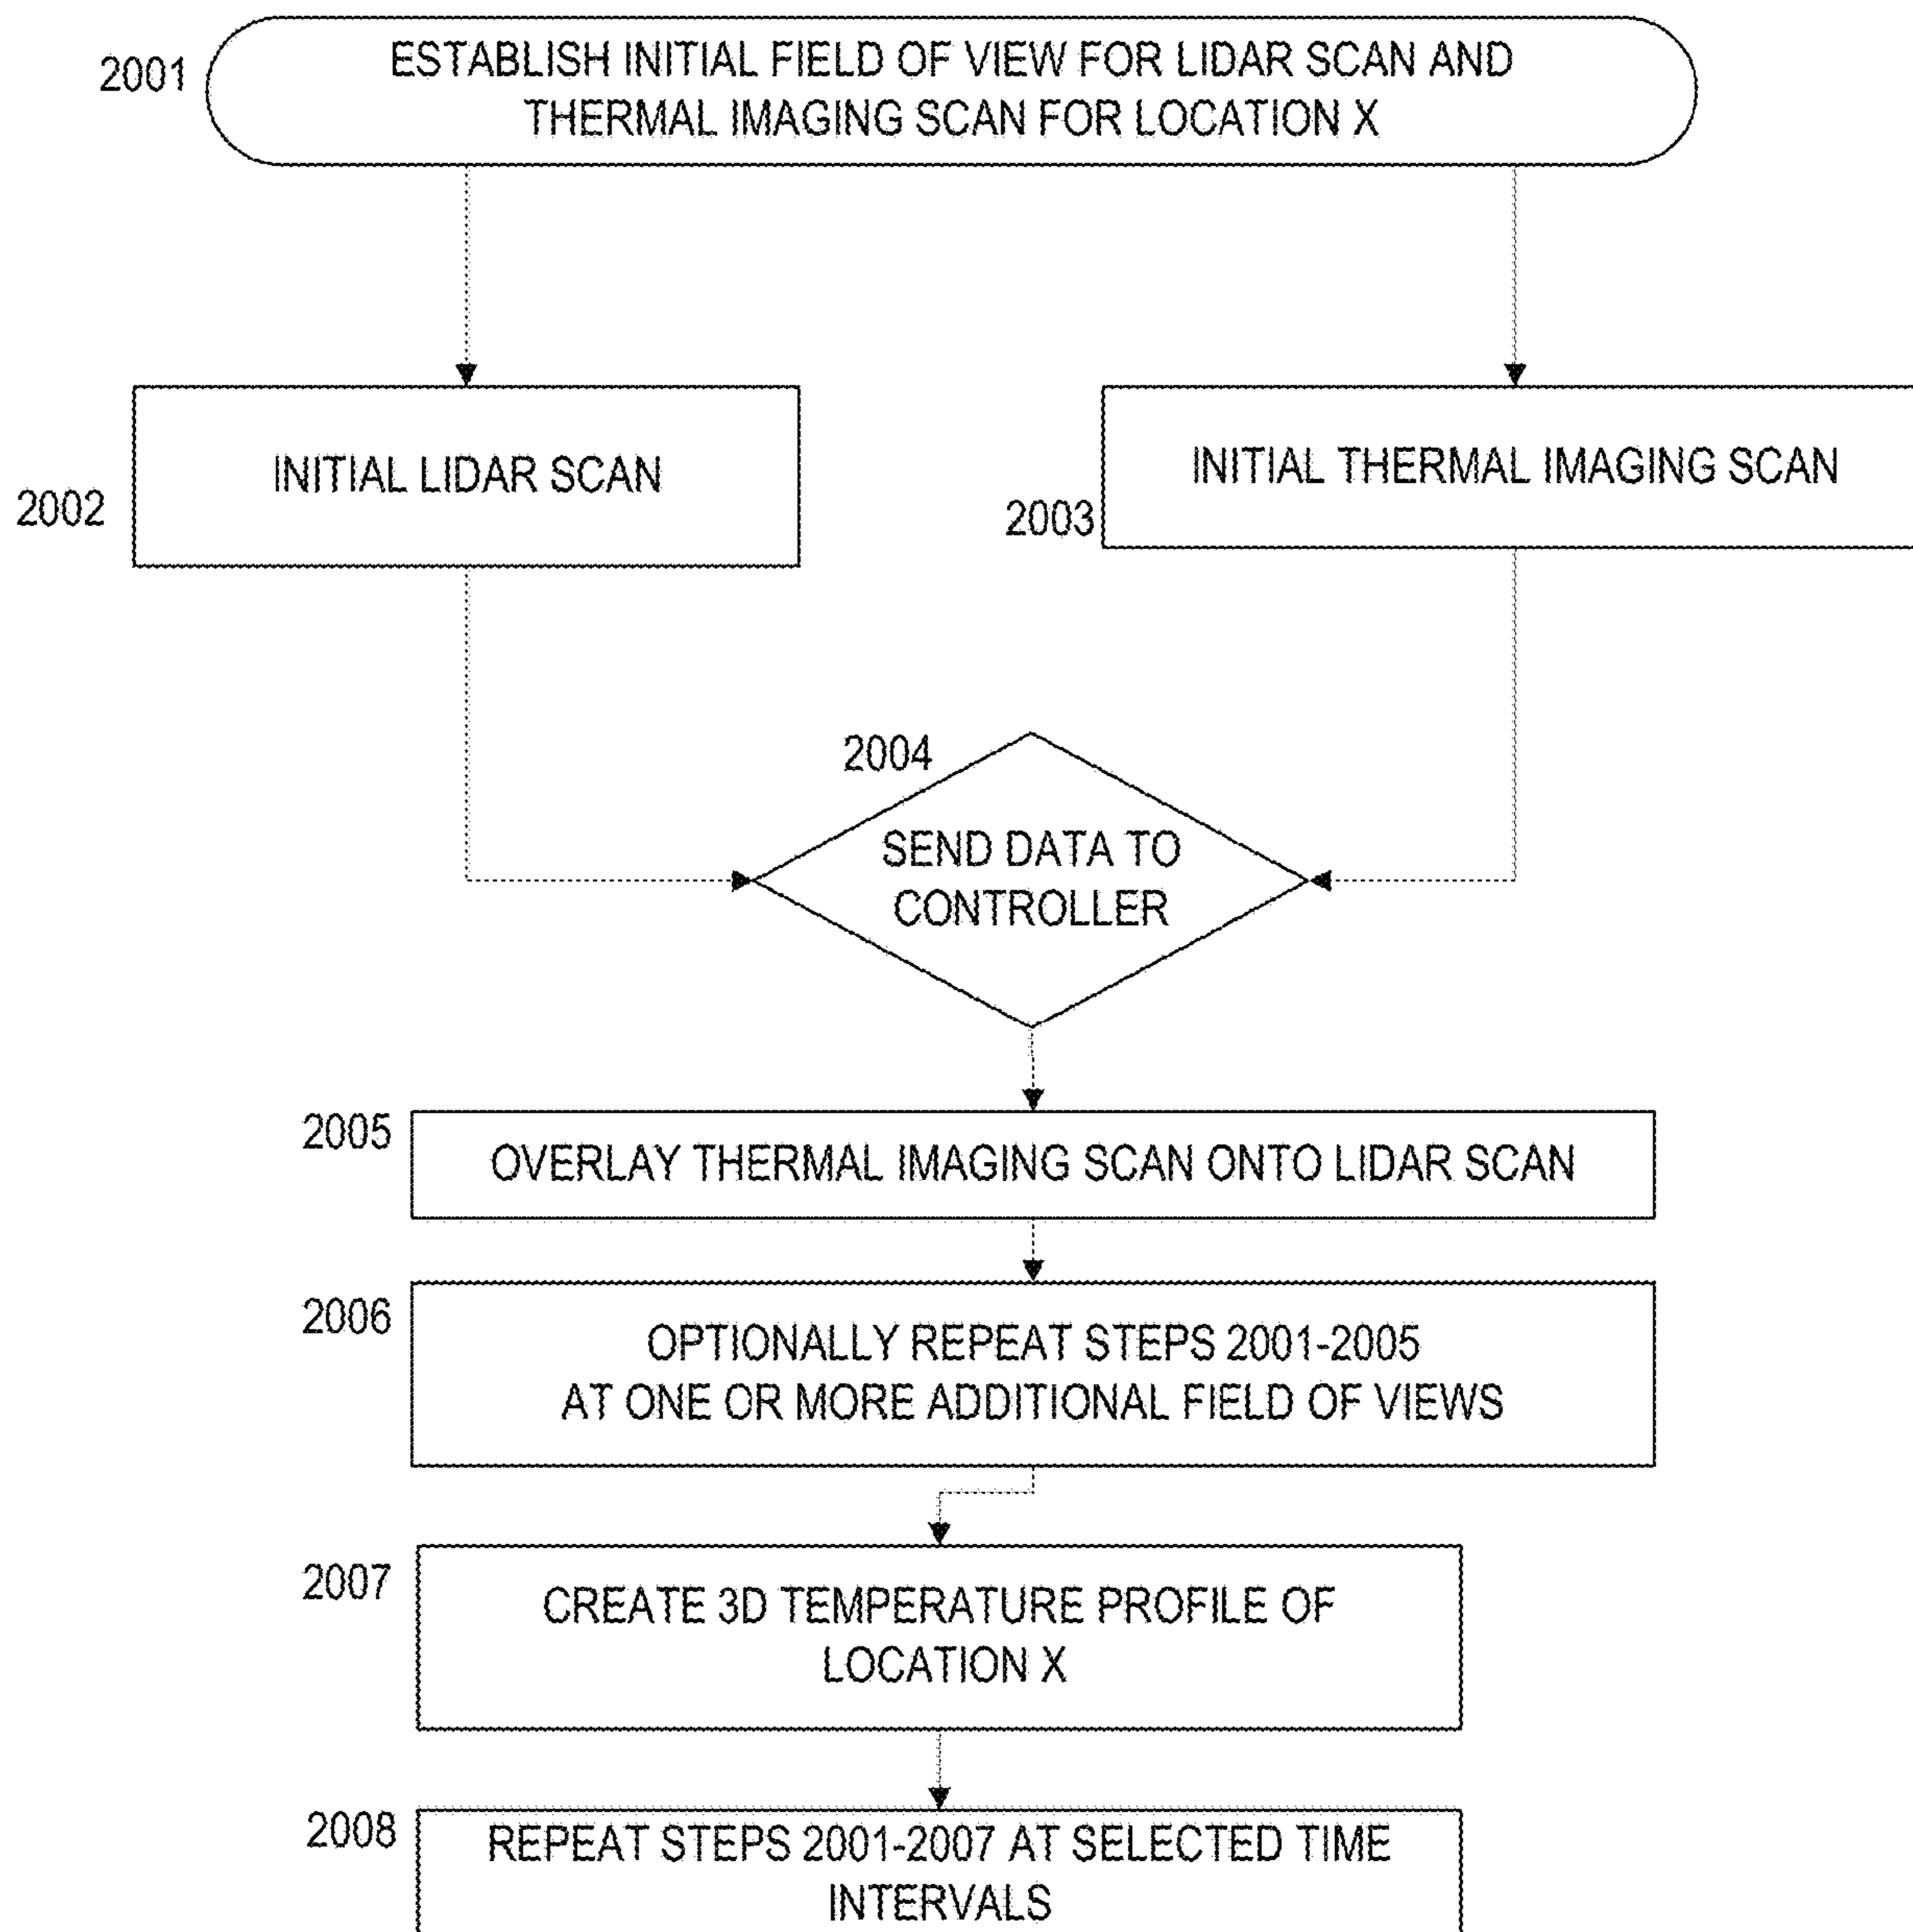 2001
ESTABLISH INITIAL FIELD OF VIEW FOR LIDAR SCAN AND
THERMAL IMAGING SCAN FOR LOCATION X
2002
INITIAL LIDAR SCAN
2003
INITIAL THERMAL IMAGING SCAN
2004
SEND DATA TO
CONTROLLER
2005
OVERLAY THERMAL IMAGING SCAN ONTO LIDAR SCAN
2006
OPTIONALLY REPEAT STEPS 2001-2005
AT ONE OR MORE ADDITIONAL FIELD OF VIEWS
2007
CREATE 3D TEMPERATURE PROFILE OF
LOCATION X
2008
REPEAT STEPS 2001-2007 AT SELECTED TIME
INTERVALS